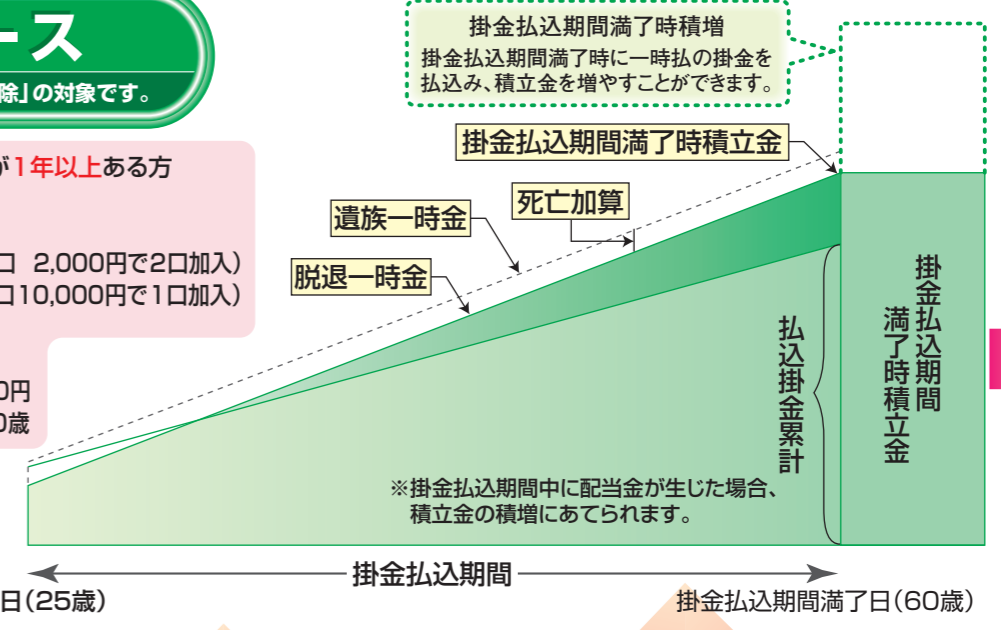 ース
除」の対象です。
が1年以上ある方
口 2,000円で2口加入)
口10,000円で1口加入)
0円
0歳
掛金払込期間満了時積増
掛金払込期間満了時に一時払の掛金を
払込み、積立金を増やすことができます。
掛金払込期間満了時積立金
死亡加算
遺族一時金
脱退一時金
払込掛金累計
掛金払込期間
満了時積立金
※掛金払込期間中に配当金が生じた場合、
積立金の積増にあてられます。
掛金払込期間
日(25歳)
掛金払込期間満了日(60歳)